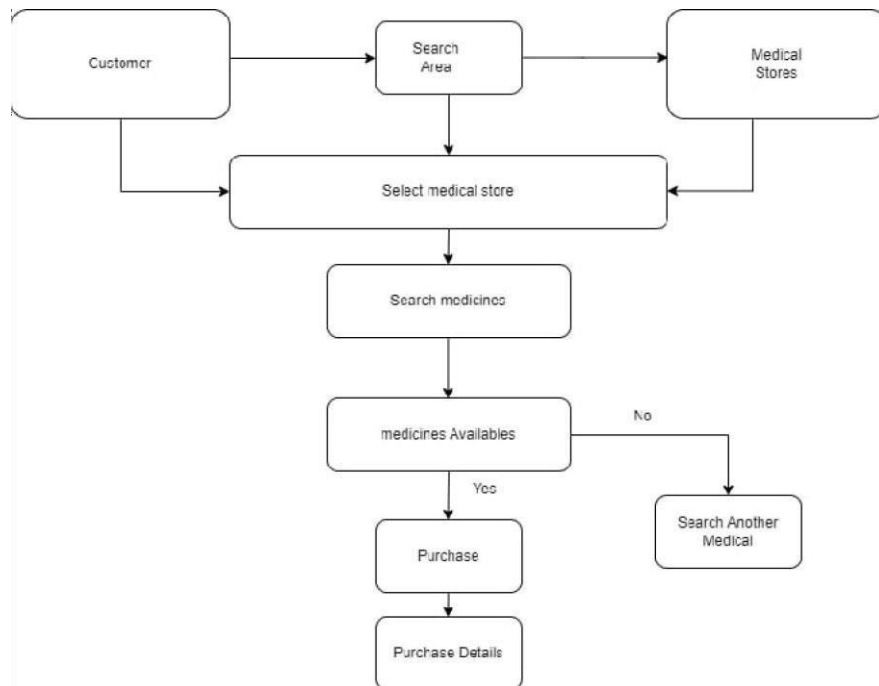 Customer
Search
Area
Medical
Stores
Select medical store
Search medicines
medicines Availables
No
Yes
Search Another
Medical
Purchase
Purchase Details